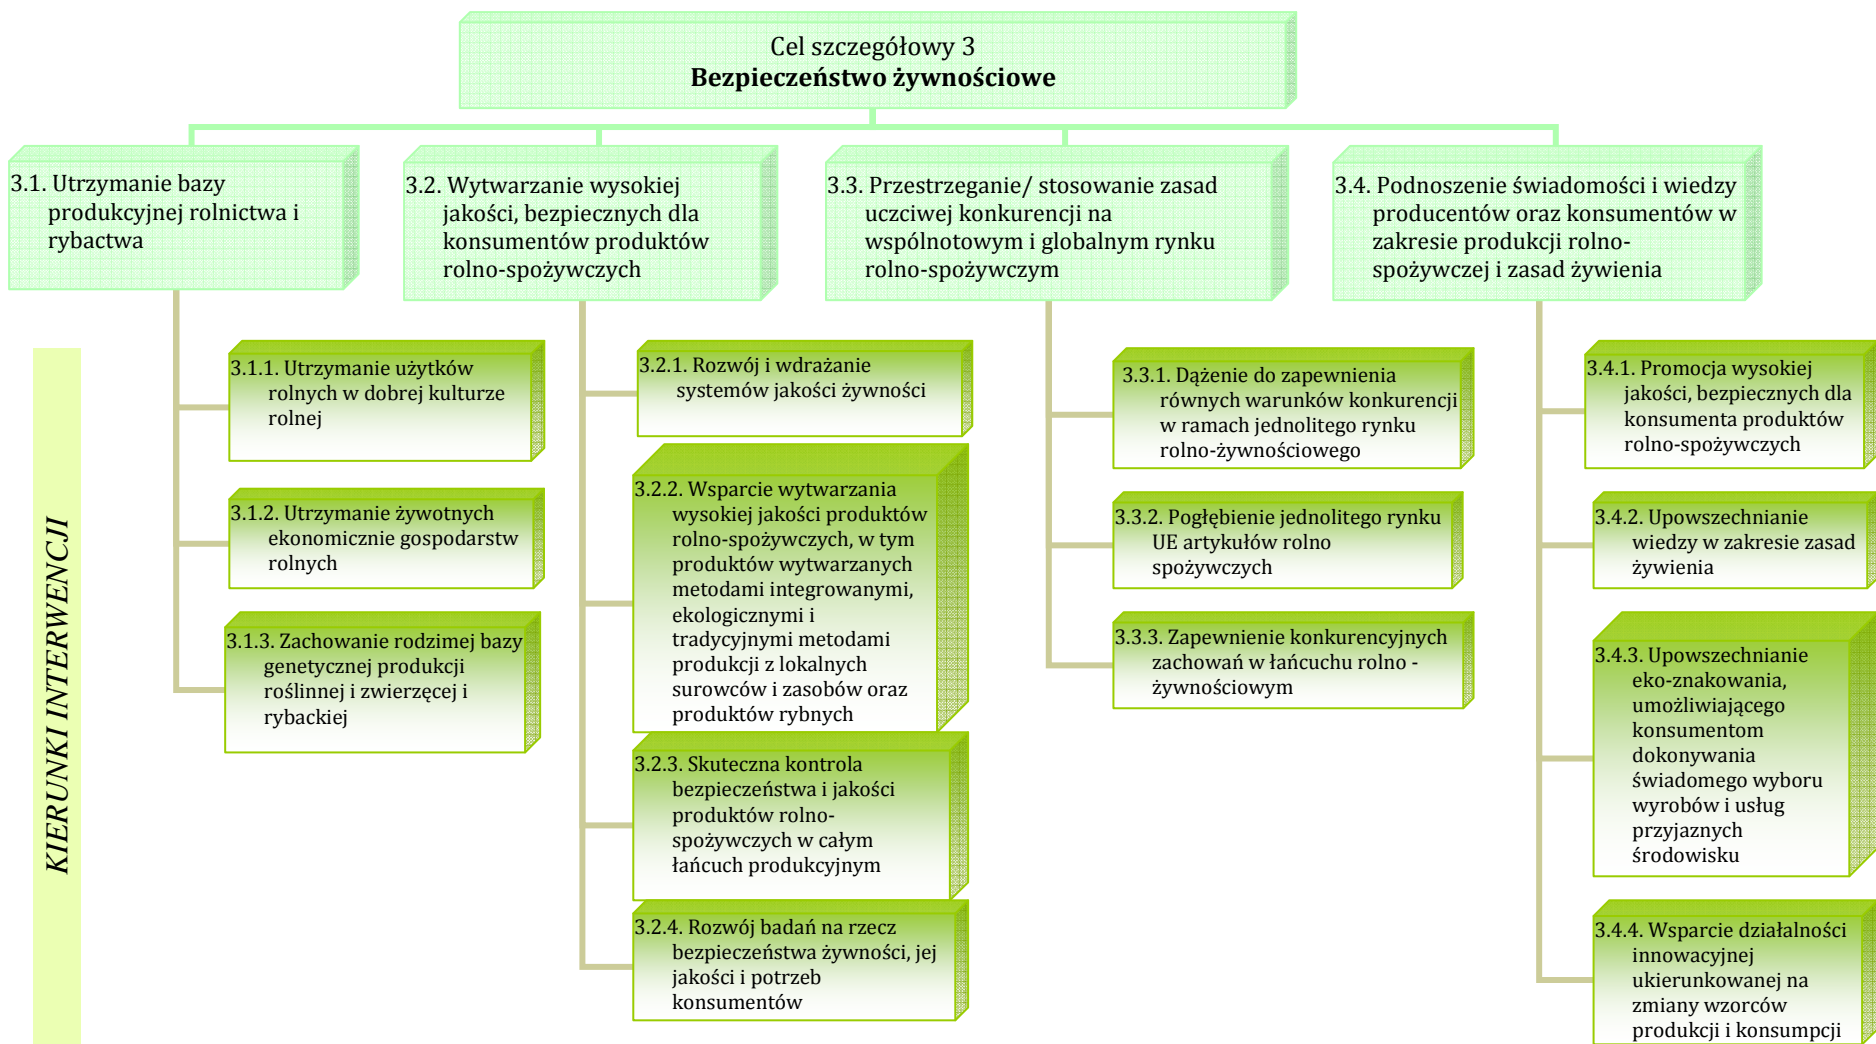 Cel szczegółowy 3
Bezpieczeństwo żywnościowe
3.1. Utrzymanie bazy
produkcyjnej rolnictwa i
rybactwa
3.2. Wytwarzanie wysokiej
jakości, bezpiecznych dla
konsumentów produktów
rolno-spożywczych
3.3. Przestrzeganie/ stosowanie zasad
uczciwej konkurencji na
wspólnotowym i globalnym rynku
rolno-spożywczym
3.4. Podnoszenie świadomości i wiedzy
producentów oraz konsumentów w
zakresie produkcji rolno-
spożywczej i zasad żywienia
KIERUNKI INTERWENCJI
3.1.1. Utrzymanie użytków
rolnych w dobrej kulturze
rolnej
3.1.2. Utrzymanie żywotnych
ekonomicznie gospodarstw
rolnych
3.1.3. Zachowanie rodzimej bazy
genetycznej produkcji
roślinnej i zwierzęcej i
rybackiej
3.2.1. Rozwój i wdrażanie
systemów jakości żywności
3.2.2. Wsparcie wytwarzania
wysokiej jakości produktów
rolno-spożywczych, w tym
produktów wytwarzanych
metodami integrowanymi,
ekologicznymi i
tradycyjnymi metodami
produkcji z lokalnych
surowców i zasobów oraz
produktów rybnych
3.2.3. Skuteczna kontrola
bezpieczeństwa i jakości
produktów rolno-
spożywczych w całym
łańcuch produkcyjnym
3.2.4. Rozwój badań na rzecz
bezpieczeństwa żywności, jej
jakości i potrzeb
konsumentów
3.3.1. Dążenie do zapewnienia
równych warunków konkurencji
w ramach jednolitego rynku
rolno-żywnościowego
3.3.2. Pogłębienie jednolitego rynku
UE artykułów rolno
spożywczych
3.3.3. Zapewnienie konkurencyjnych
zachowań w łańcuchu rolno -
żywnościowym
3.4.1. Promocja wysokiej
jakości, bezpiecznych dla
konsumenta produktów
rolno-spożywczych
3.4.2. Upowszechnianie
wiedzy w zakresie zasad
żywienia
3.4.3. Upowszechnianie
eko-znakowania,
umożliwiającego
konsumentom
dokonywania
świadomego wyboru
wyrobów i usług
przyjaznych
środowisku
3.4.4. Wsparcie działalności
innowacyjnej
ukierunkowanej na
zmiany wzorców
produkcji i konsumpcji